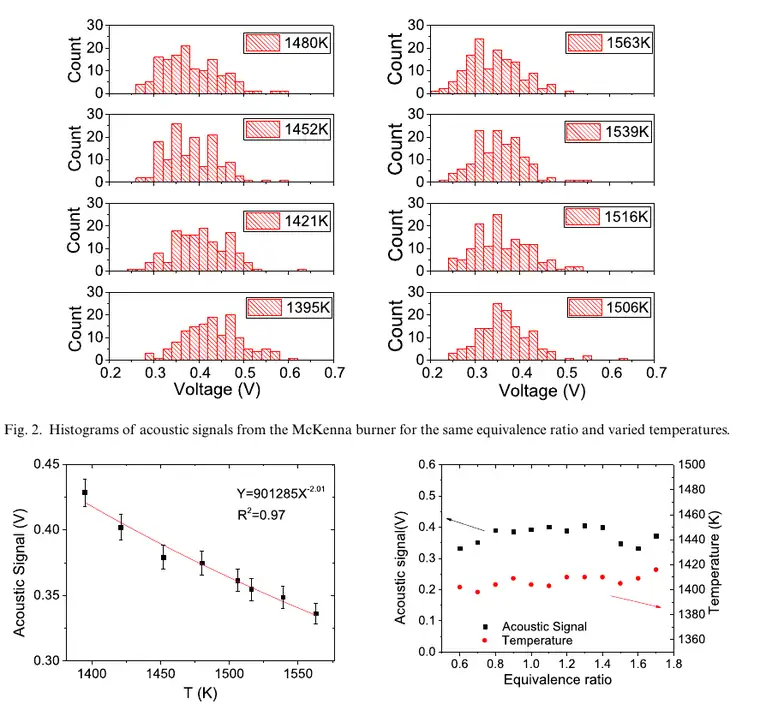 30
20
10
0
Count
1480K
30
20
10
0
Count
1452K
30
20
10
0
Count
1421K
30
20
10
0
Count
1395K
0.2 0.3 0.4 0.5 0.6 0.7
Voltage (V)
30
20
10
0
Count
1563K
30
20
10
0
Count
1539K
30
20
10
0
Count
1516K
30
20
10
0
Count
1506K
0.2 0.3 0.4 0.5 0.6 0.7
Voltage (V)
Fig. 2. Histograms of acoustic signals from the McKenna burner for the same equivalence ratio and varied temperatures.
0.45
0.40
0.35
0.30
Acoustic Signal (V)
Y=901285X^-2.01
R²=0.97
1400 1450 1500 1550
T (K)
0.6
0.5
0.4
0.3
0.2
0.1
0.0
Acoustic signal(V)
Acoustic Signal
Temperature
1500
1480
1460
1440
1420
1400
1380
1360
Temperature (K)
0.6 0.8 1.0 1.2 1.4 1.6 1.8
Equivalence ratio